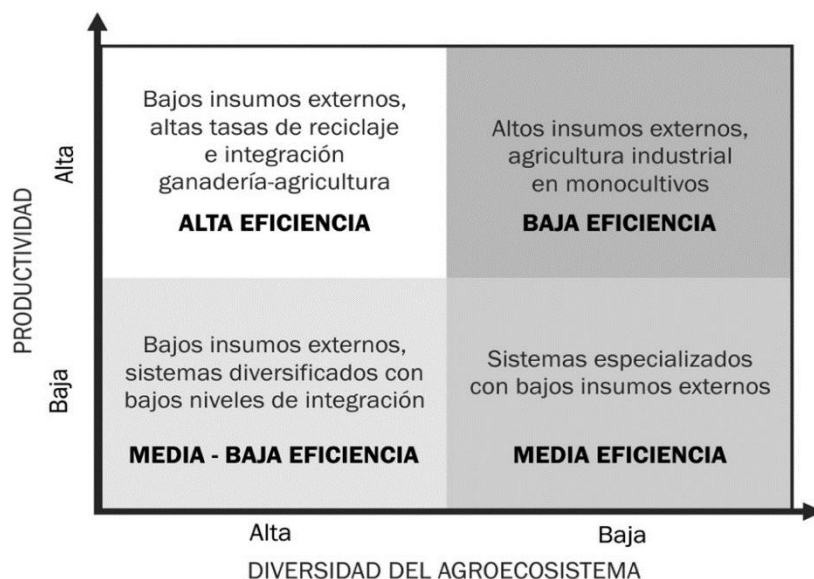 PRODUCTIVIDAD
Alta
Baja
Bajos insumos externos,
altas tasas de reciclaje
e integración
ganadería-agricultura
ALTA EFICIENCIA
Altos insumos externos,
agricultura industrial
en monocultivos
BAJA EFICIENCIA
Bajos insumos externos,
sistemas diversificados con
bajos niveles de integración
MEDIA - BAJA EFICIENCIA
Sistemas especializados
con bajos insumos externos
MEDIA EFICIENCIA
Alta
Baja
DIVERSIDAD DEL AGROECOSISTEMA